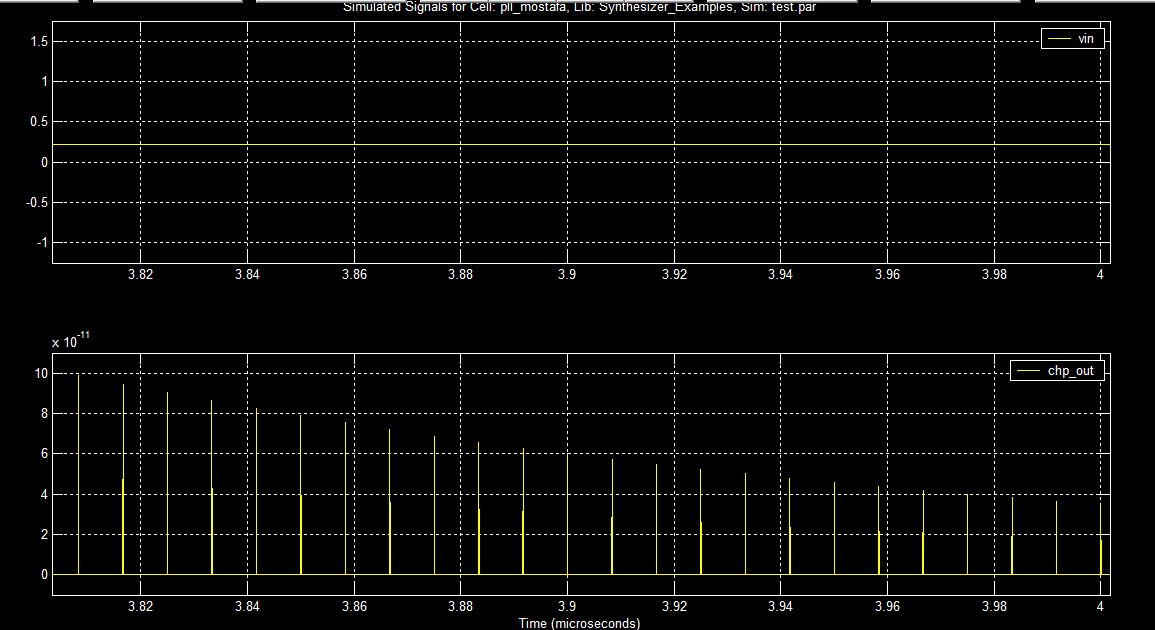 Simulated Signals for Cell: pll_mostafa, Lib: Synthesizer_Examples, Sim: test.par
vin
1.5
1
0.5
0
-0.5
-1
3.82 3.84 3.86 3.88 3.9 3.92 3.94 3.96 3.98 4
x 10-11
chp_out
10
8
6
4
2
0
3.82 3.84 3.86 3.88 3.9 3.92 3.94 3.96 3.98 4
Time (microseconds)